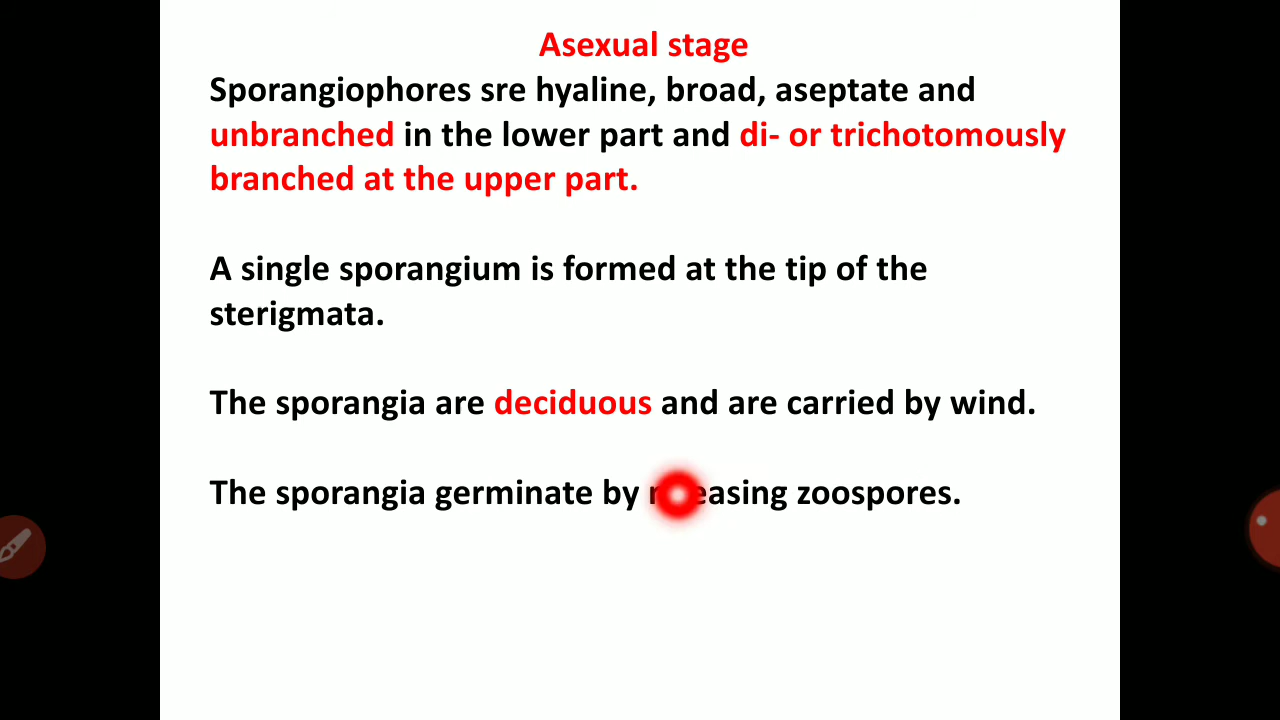 Asexual stage
Sporangiophores sre hyaline, broad, aseptate and
unbranched in the lower part and di- or trichotomously
branched at the upper part.
A single sporangium is formed at the tip of the
sterigmata.
The sporangia are deciduous and are carried by wind.
The sporangia germinate by zoospores.